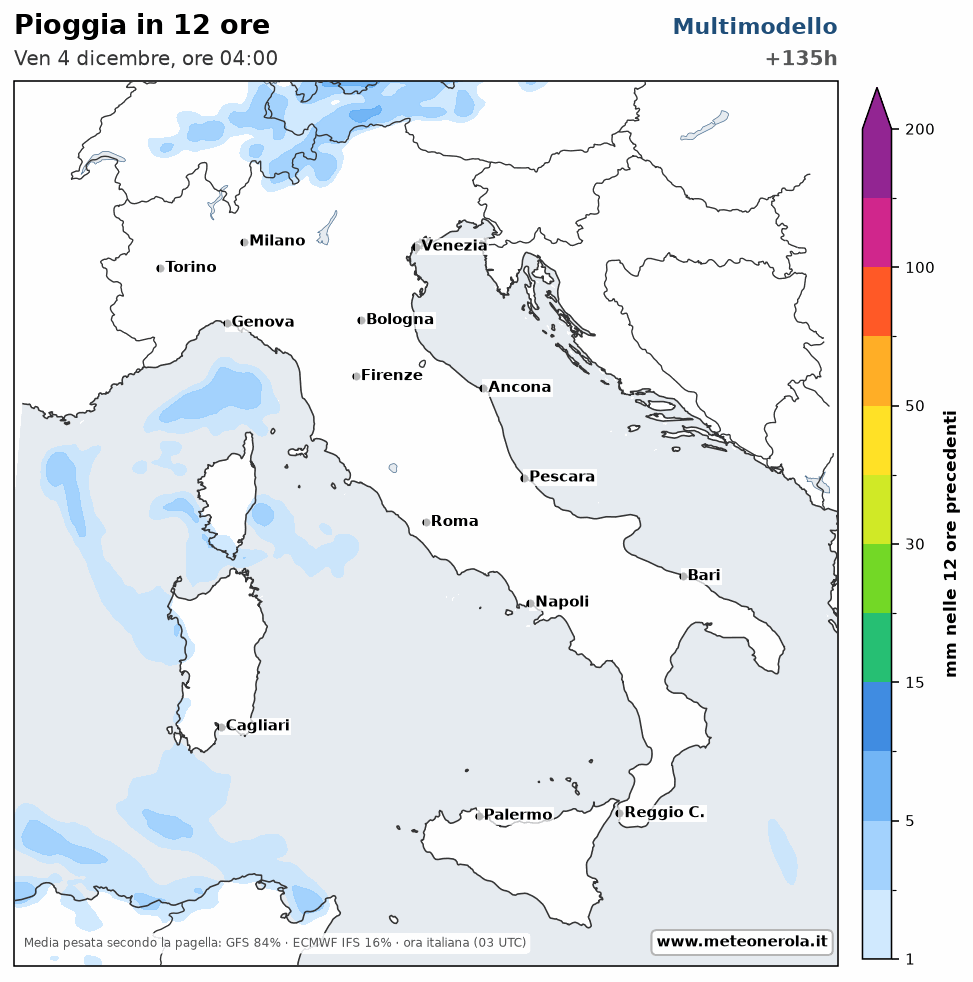 Pioggia in 12 ore
Multimodello
Ven 4 dicembre, ore 04:00
+135h
200
100
50
30
15
5
1
mm nelle 12 ore precedenti
Venezia
Milano
Torino
Genova
Bologna
Firenze
Ancona
Pescara
Roma
Bari
Napoli
Cagliari
Palermo
Reggio C.
Media pesata secondo la pagella: GFS 84% · ECMWF IFS 16% · ora italiana (03 UTC)
www.meteonerola.it